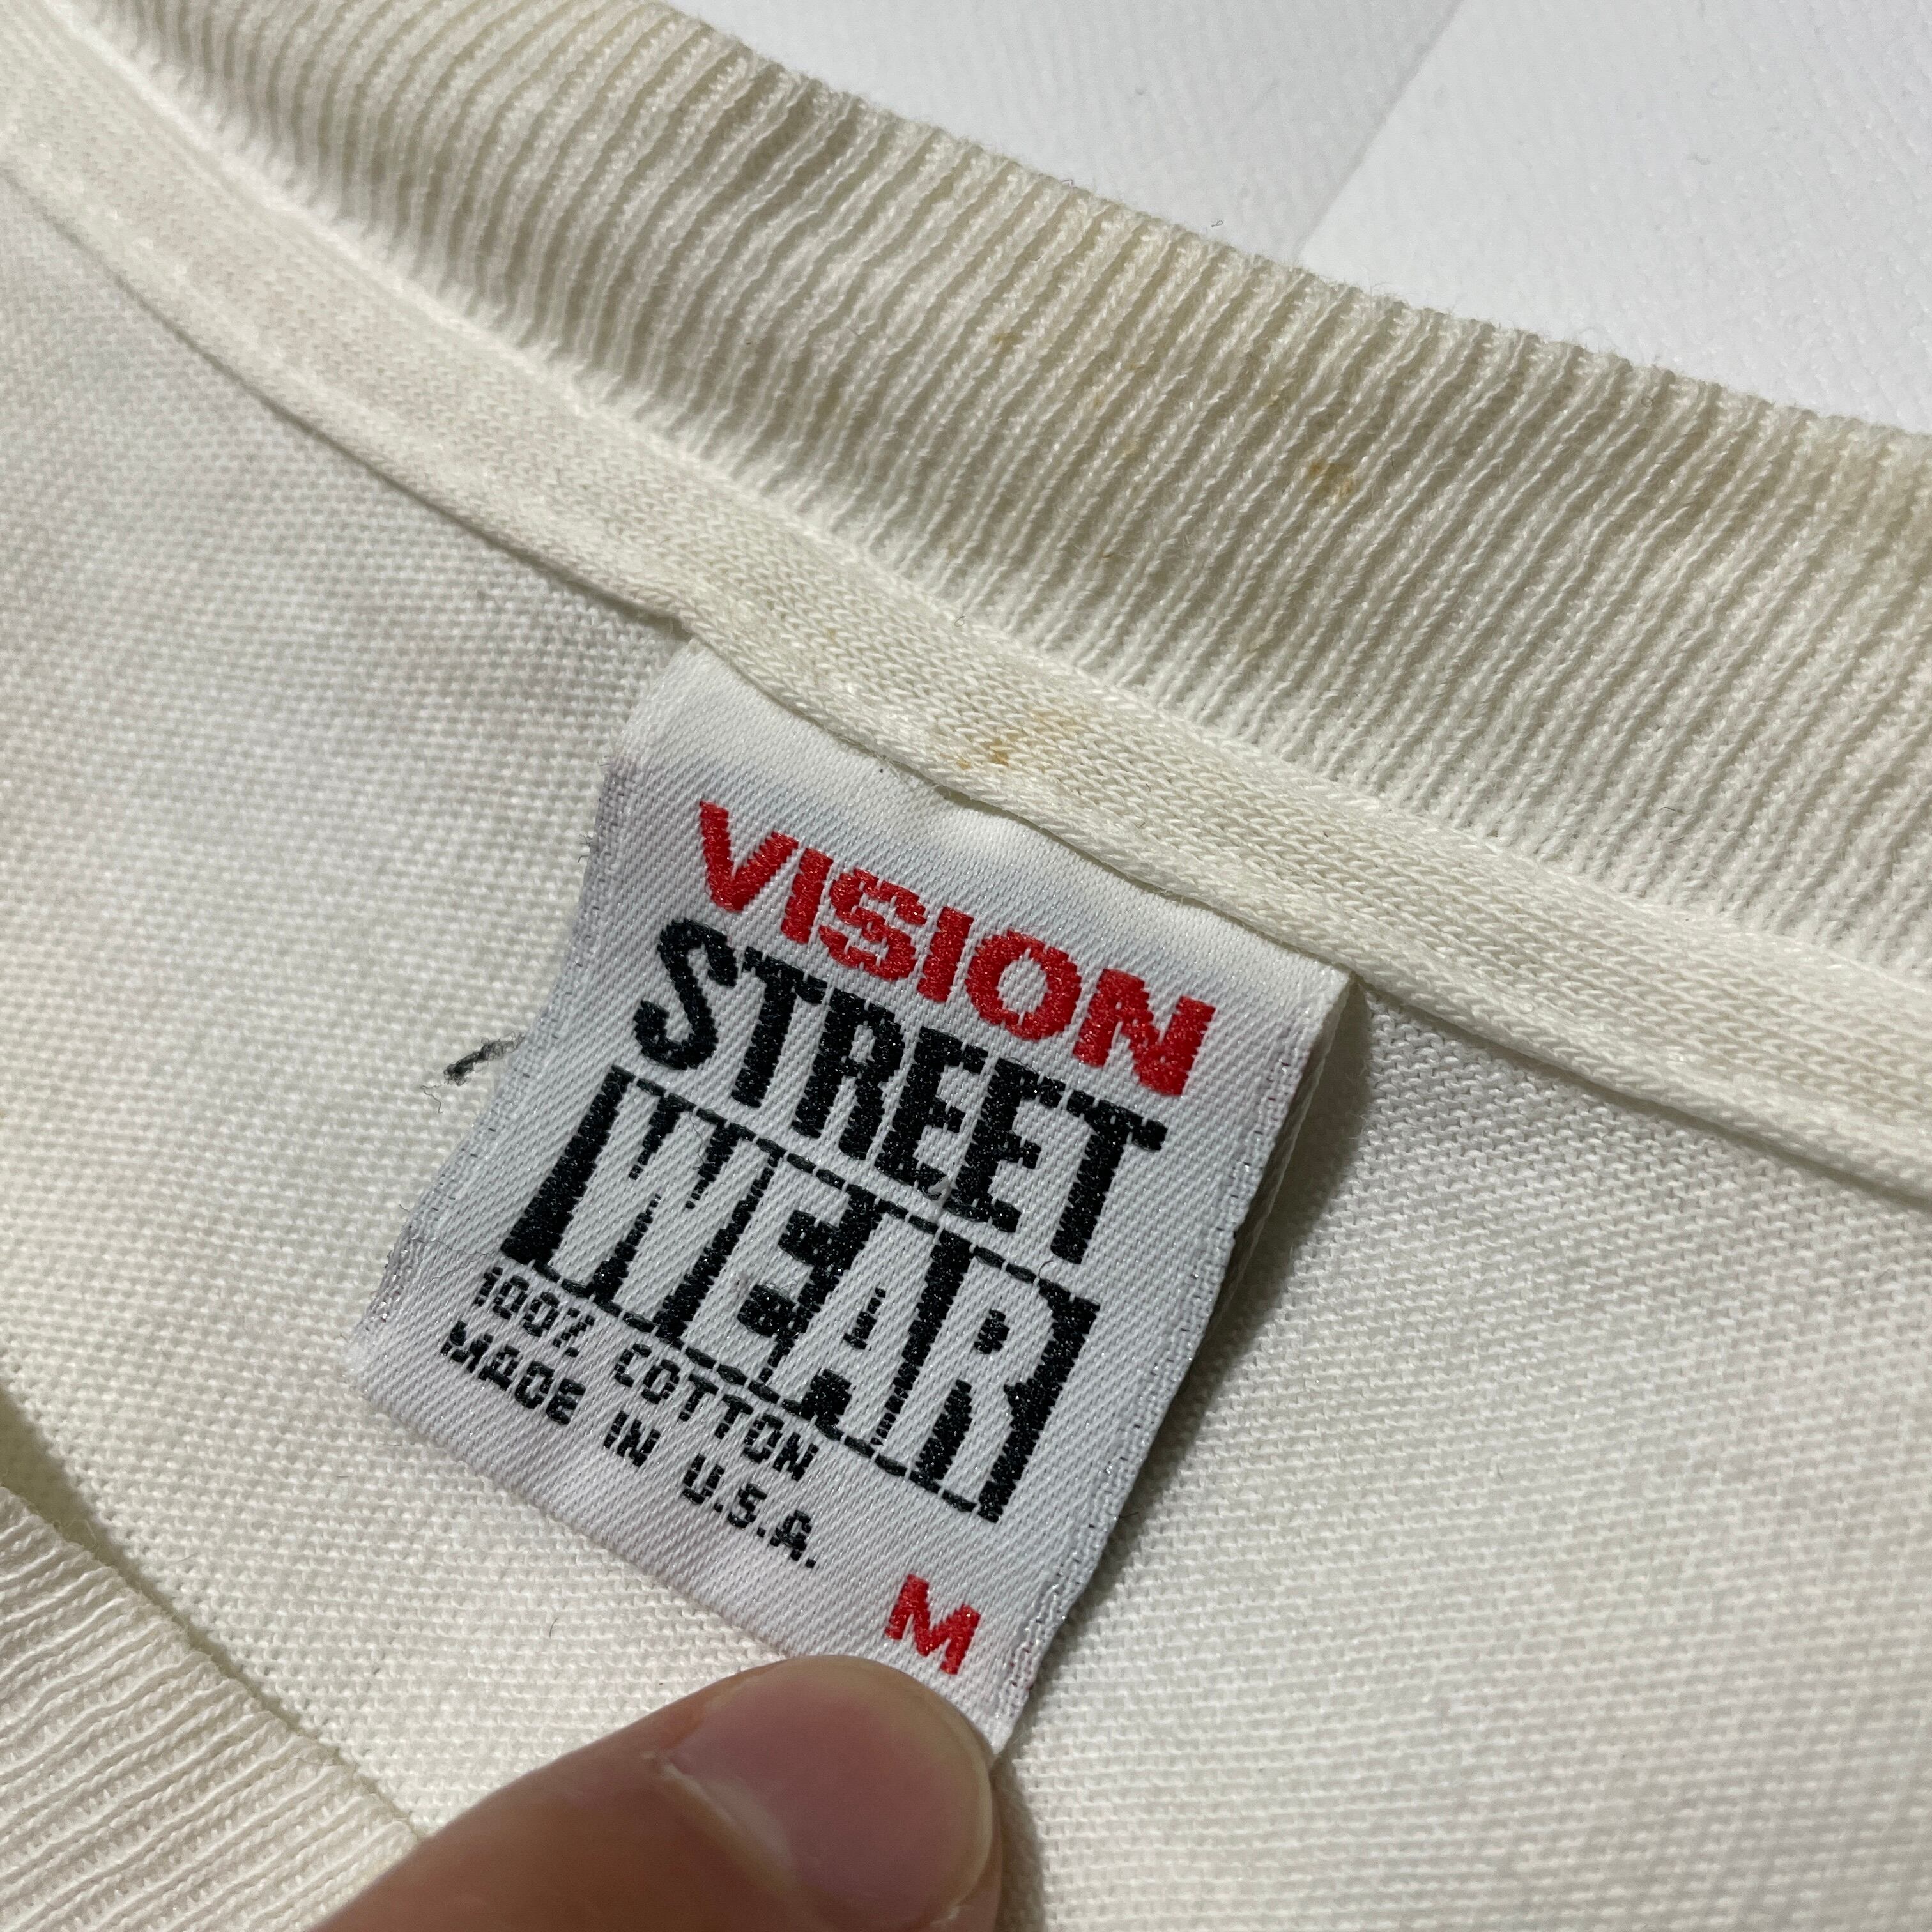 VISION
STREET
WEAR
100% COTTON
MADE IN U.S.A.
M